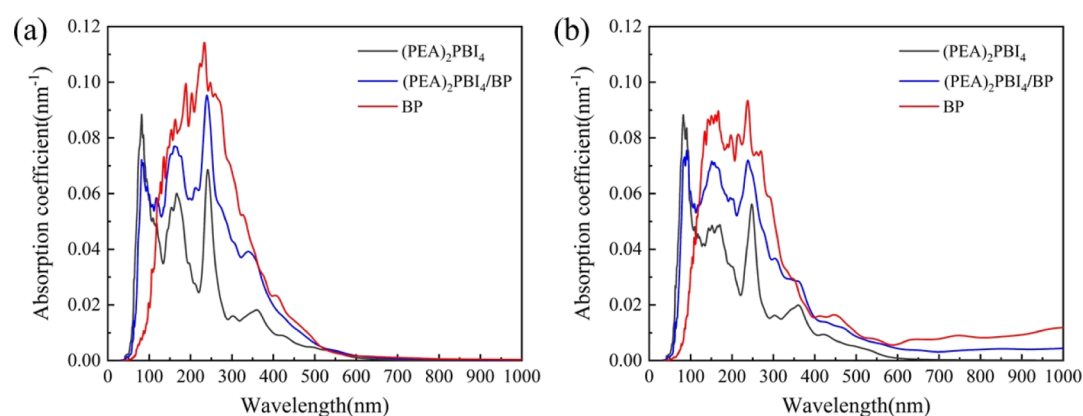 (a)
0.12
0.10
0.08
0.06
0.04
0.02
0.00
Absorption coefficient(nm⁻¹)
(PEA)₂PBI₄
(PEA)₂PBI₄/BP
BP
0 100 200 300 400 500 600 700 800 900 1000
Wavelength(nm)
(b)
0.12
0.10
0.08
0.06
0.04
0.02
0.00
Absorption coefficient(nm⁻¹)
(PEA)₂PBI₄
(PEA)₂PBI₄/BP
BP
0 100 200 300 400 500 600 700 800 900 1000
Wavelength(nm)